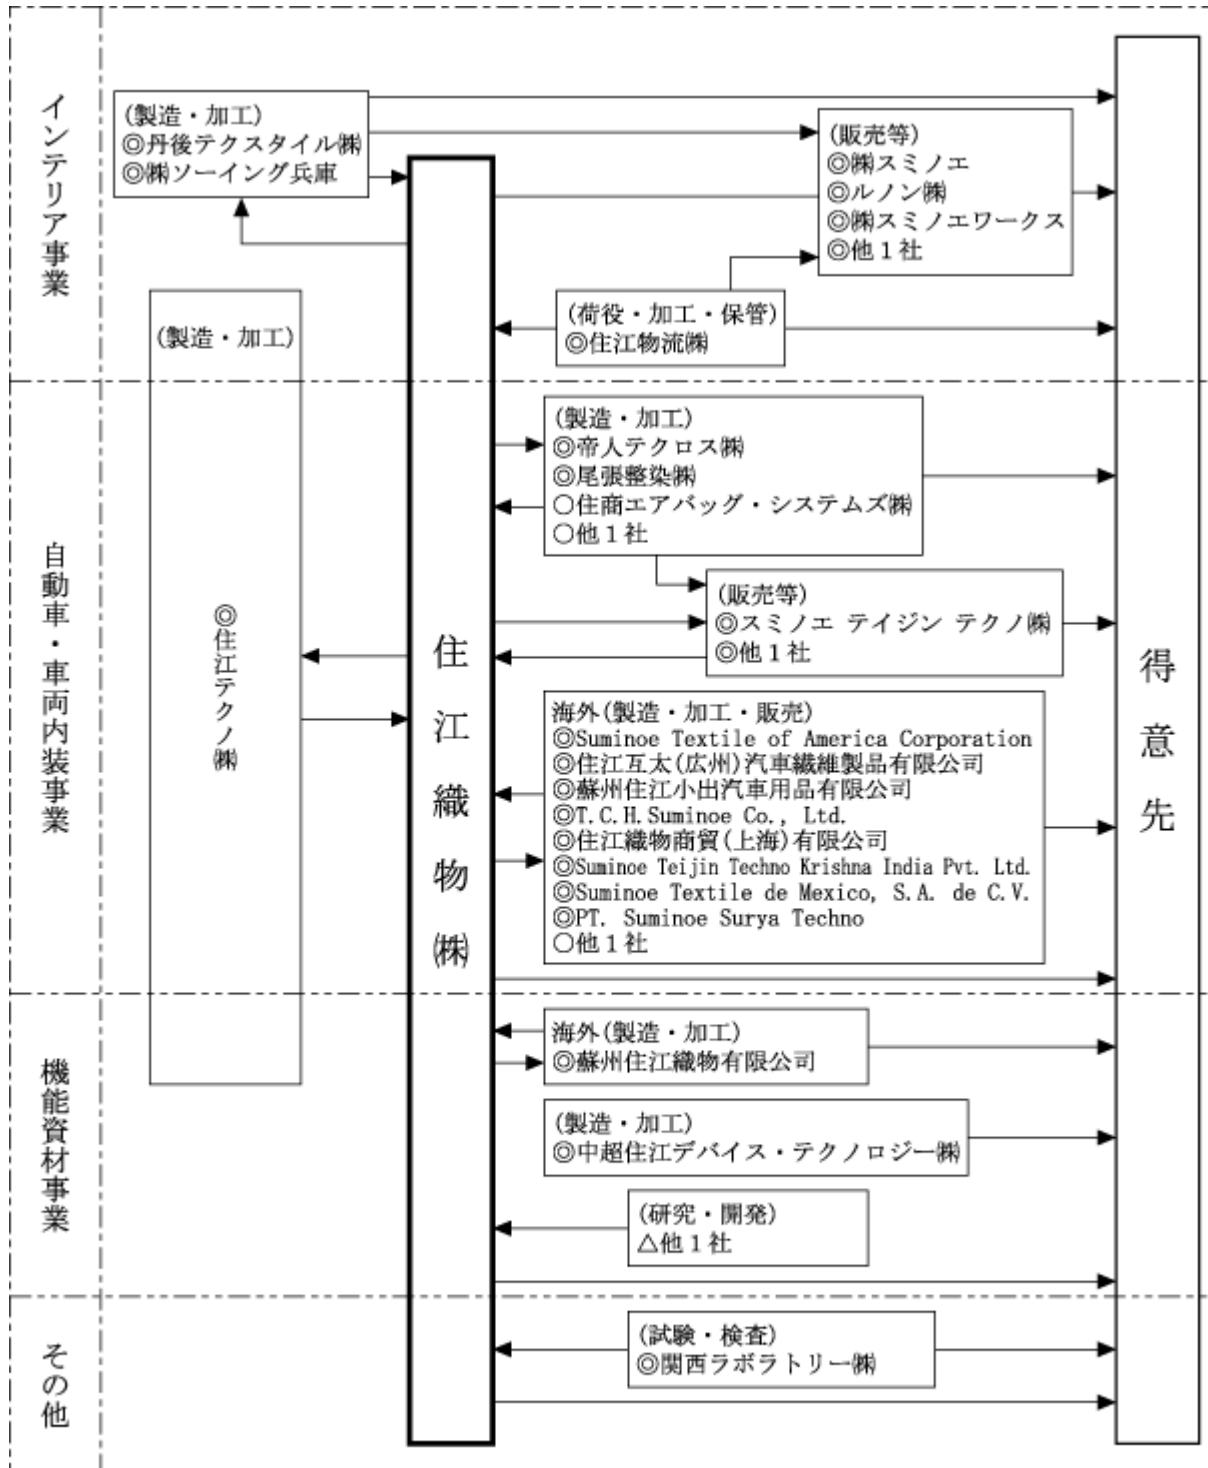 インテリア事業
(製造・加工)
◎丹後テクスタイル㈱
◎㈱ソーイング兵庫
(販売等)
◎㈱スミノエ
◎ルノン㈱
◎㈱スミノエワークス
◎他１社
(荷役・加工・保管)
◎住江物流㈱
(製造・加工)
◎住江テクノ㈱
住江織物㈱
得意先
自動車・車両内装事業
(製造・加工)
◎帝人テクロス㈱
◎尾張整染㈱
○住商エアバッグ・システムズ㈱
○他１社
(販売等)
◎スミノエ テイジン テクノ㈱
◎他１社
海外(製造・加工・販売)
◎Suminoe Textile of America Corporation
◎住江互太(広州)汽車繊維製品有限公司
◎蘇州住江小出汽車用品有限公司
◎T.C.H.Suminoe Co., Ltd.
◎住江織物商貿(上海)有限公司
◎Suminoe Teijin Techno Krishna India Pvt. Ltd.
◎Suminoe Textile de Mexico, S.A. de C.V.
◎PT. Suminoe Surya Techno
○他１社
機能資材事業
海外(製造・加工)
◎蘇州住江織物有限公司
(製造・加工)
◎中超住江デバイス・テクノロジー㈱
(研究・開発)
△他１社
その他
(試験・検査)
◎関西ラボラトリー㈱